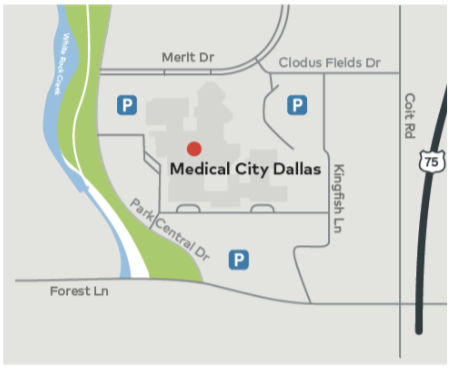 Merit Dr
Clodus Fields Dr
White Rock Creek
P
P
Coit Rd
75
Medical City Dallas
Kingfish Ln
Park Central Dr
P
Forest Ln